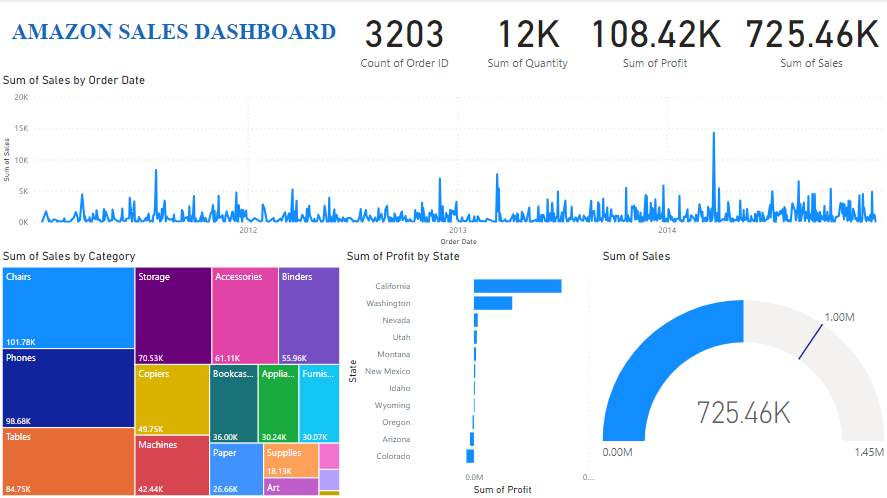 AMAZON SALES DASHBOARD
3203
Count of Order ID
12K
Sum of Quantity
108.42K
Sum of Profit
725.46K
Sum of Sales
Sum of Sales by Order Date
20K
15K
10K
5K
0K
Sum of Sales
2012
2013
2014
Order Date
Sum of Sales by Category
Chairs
101.78K
Phones
98.68K
Tables
84.75K
Storage
70.53K
Accessories
61.11K
Binders
55.96K
Copiers
49.75K
Machines
42.44K
Bookcas...
36.00K
Applia...
30.24K
Furnis...
30.07K
Paper
26.66K
Supplies
18.13K
Art
Sum of Profit by State
State
California
Washington
Nevada
Utah
Montana
New Mexico
Idaho
Wyoming
Oregon
Arizona
Colorado
0.0M
0....
Sum of Profit
Sum of Sales
1.00M
725.46K
0.00M
1.45M